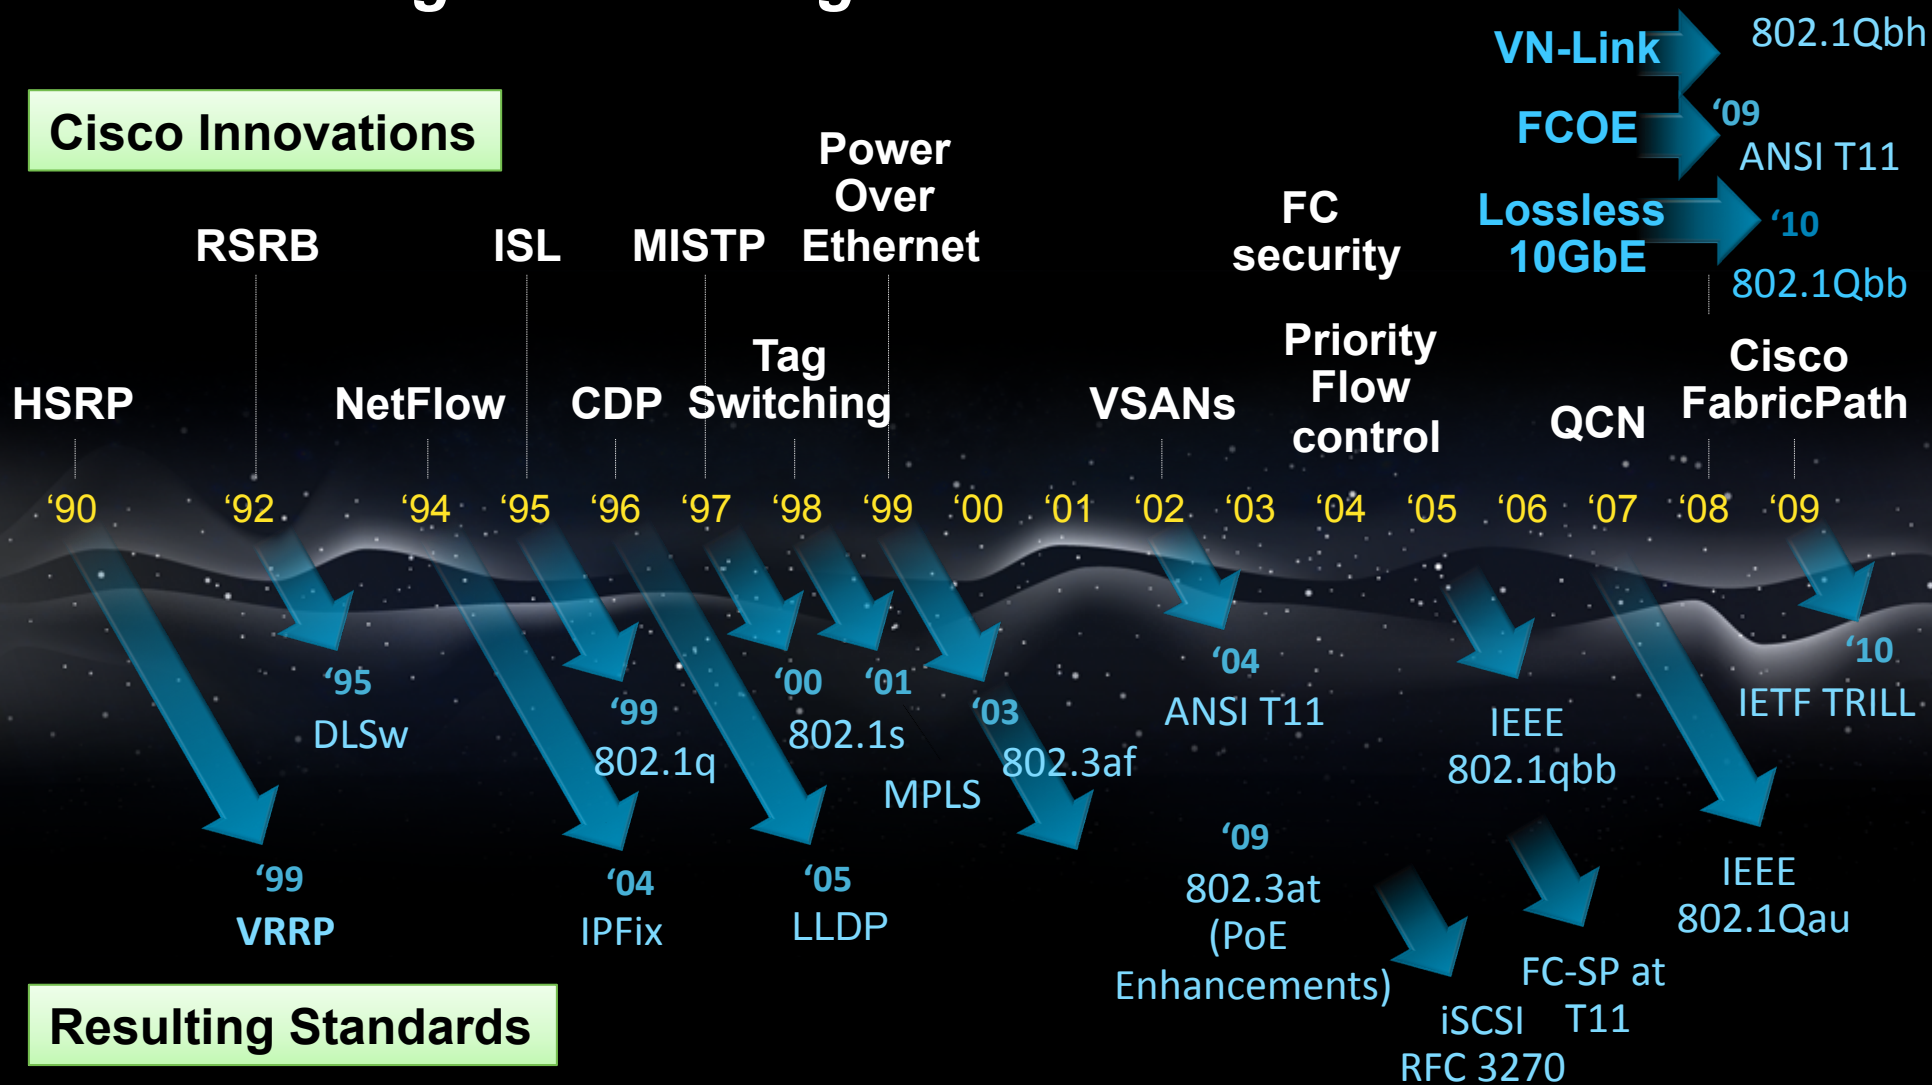 VN-Link
802.1Qbh
Cisco Innovations
FCOE
‘09
ANSI T11
Power
Over
Ethernet
FC
security
Lossless
10GbE
‘10
802.1Qbb
RSRB
ISL
MISTP
HSRP
NetFlow
CDP
Tag
Switching
VSANs
Priority
Flow
control
QCN
Cisco
FabricPath
‘90 ‘92 ‘94 ‘95 ‘96 ‘97 ‘98 ‘99 ‘00 ‘01 ‘02 ‘03 ‘04 ‘05 ‘06 ‘07 ‘08 ‘09
‘95
DLSw
‘99
802.1q
‘00
802.1s
‘01
MPLS
‘03
802.3af
‘04
ANSI T11
IEEE
802.1qbb
‘10
IETF TRILL
‘99
VRRP
‘04
IPFix
‘05
LLDP
‘09
802.3at
(PoE
Enhancements)
iSCSI
RFC 3270
FC-SP at
T11
IEEE
802.1Qau
Resulting Standards